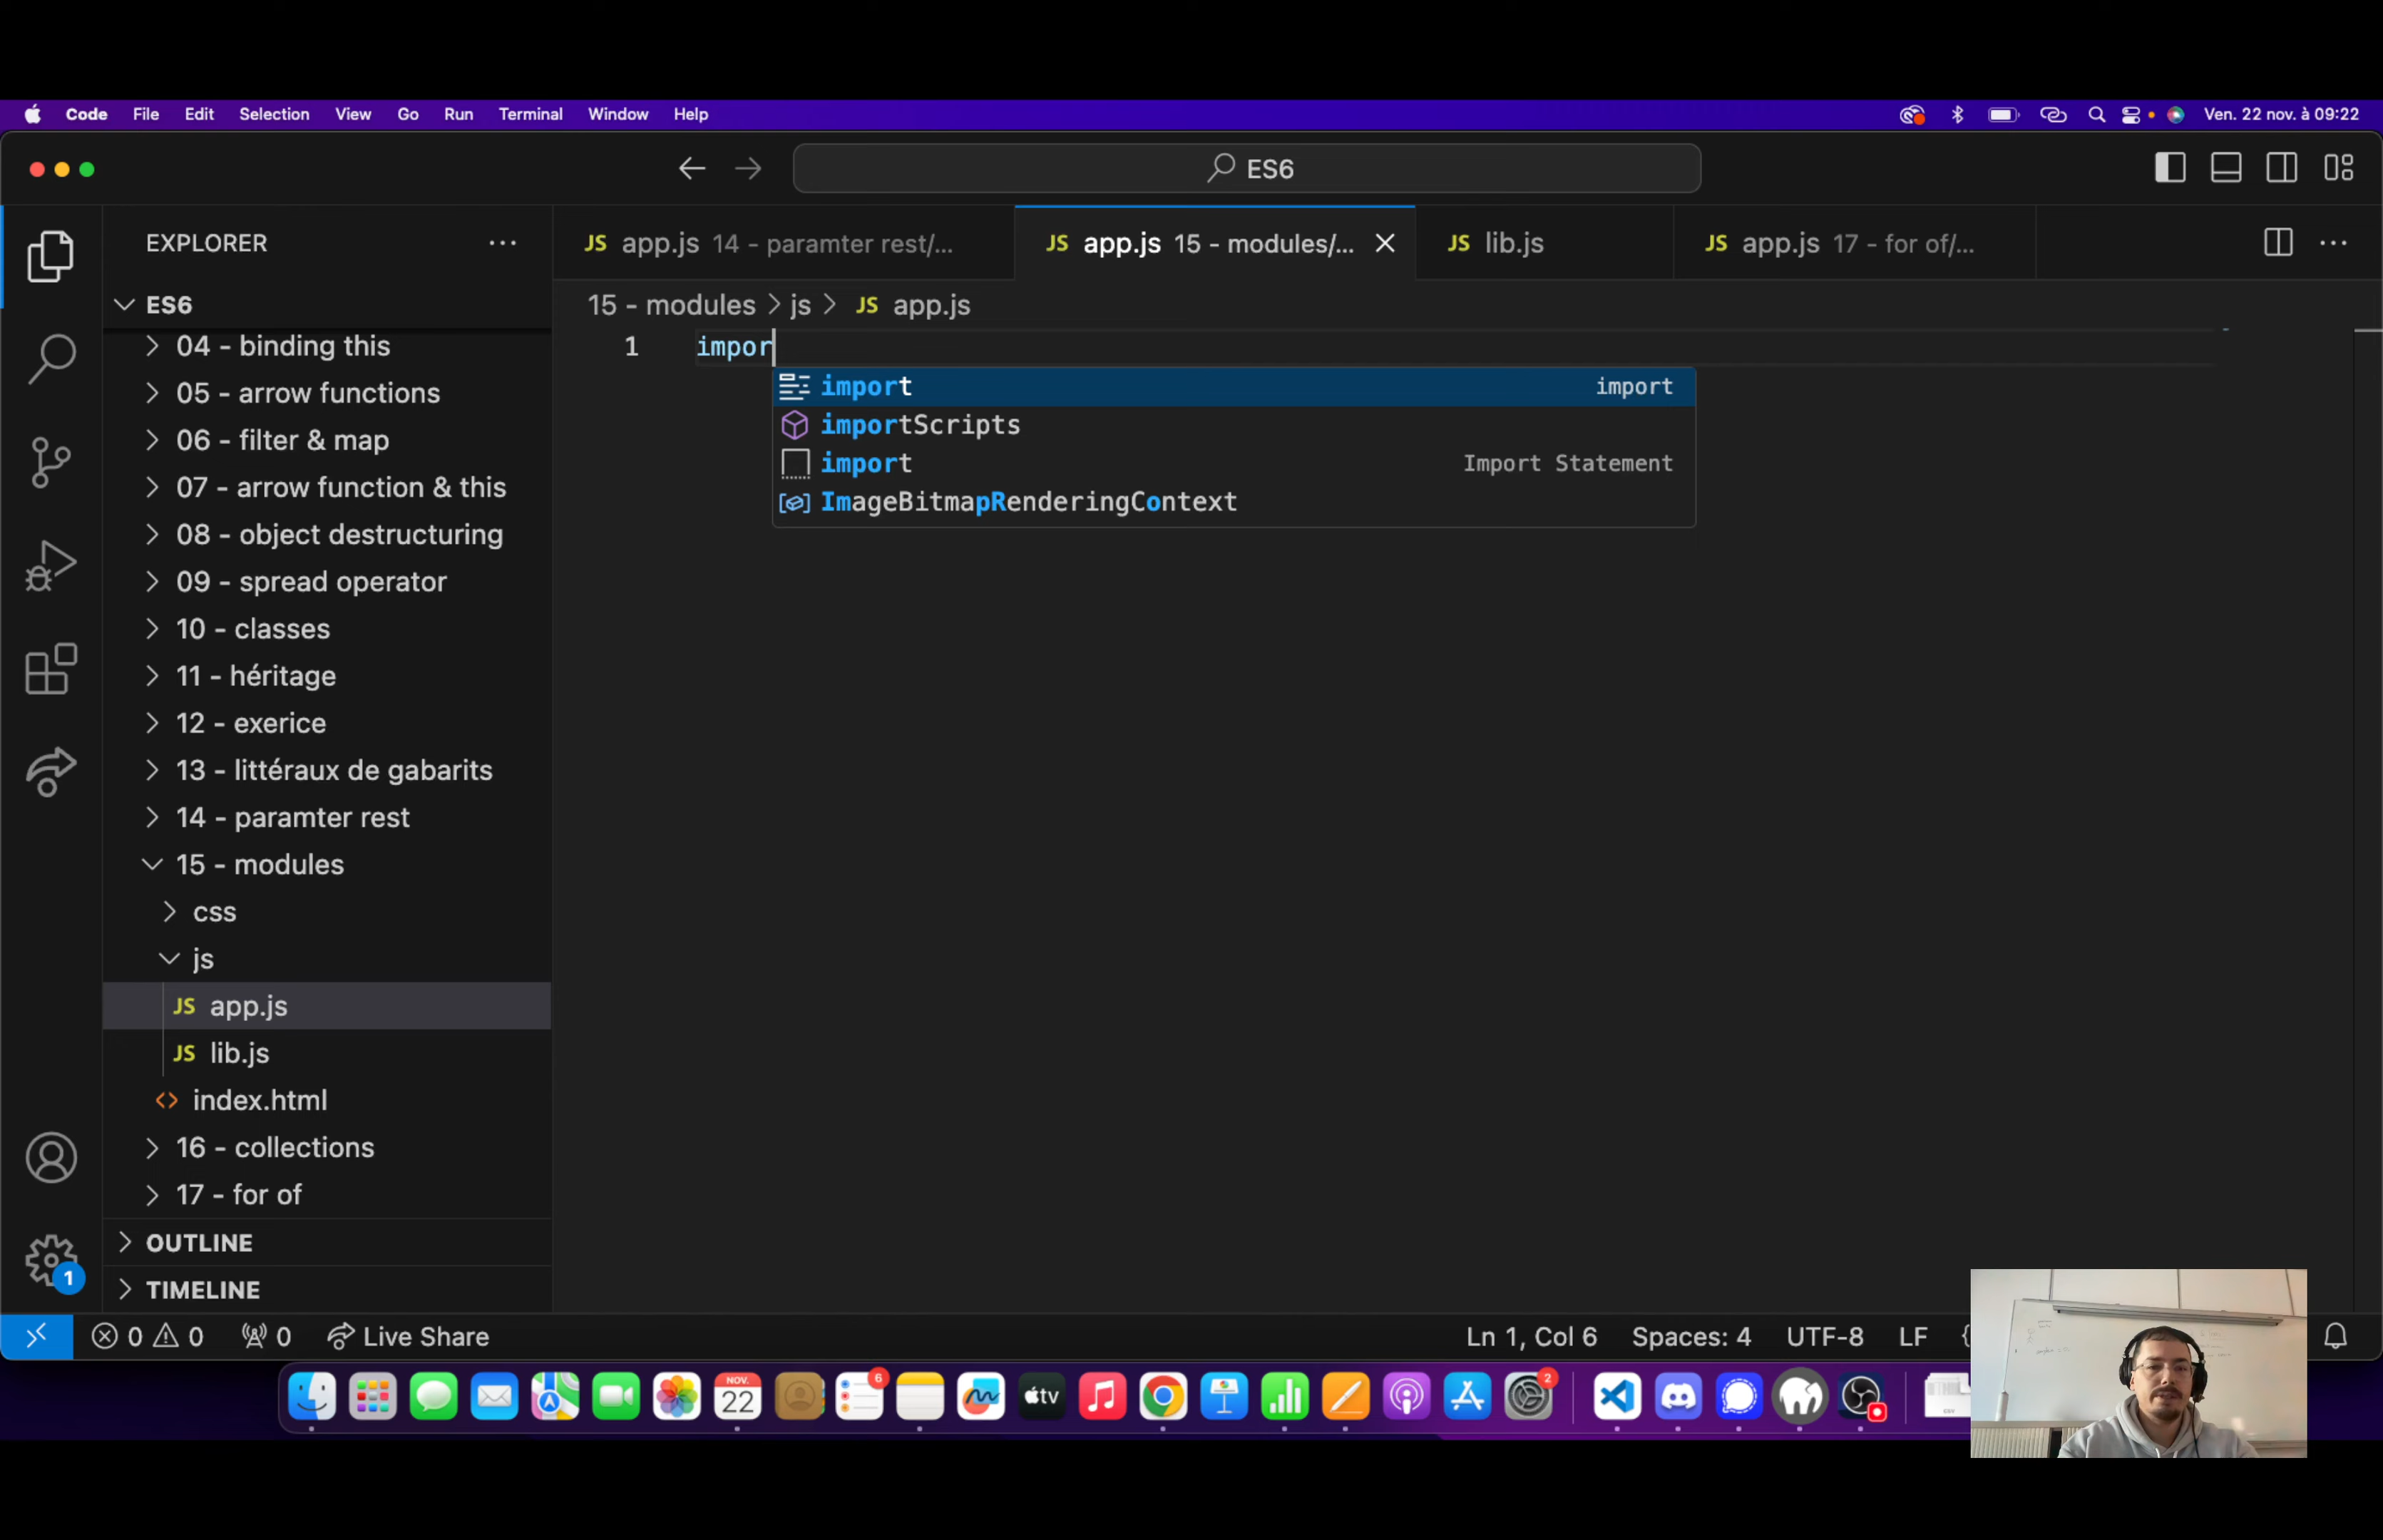 Code File Edit Selection View Go Run Terminal Window Help Ven. 22 nov. à 09:22
ES6
EXPLORER
app.js 14 - paramter rest/...
app.js 15 - modules/...
lib.js
app.js 17 - for of/...
15 - modules > js > JS app.js
ES6
04 - binding this
05 - arrow functions
06 - filter & map
07 - arrow function & this
08 - object destructuring
09 - spread operator
10 - classes
11 - héritage
12 - exerice
13 - littéraux de gabarits
14 - paramter rest
15 - modules
css
js
JS app.js
JS lib.js
index.html
16 - collections
17 - for of
OUTLINE
TIMELINE
1 impor
import import
importScripts
import Import Statement
ImageBitmapRenderingContext
1
0 0 0 Live Share
Ln 1, Col 6 Spaces: 4 UTF-8 LF {
NOV.
22
6
tv
2